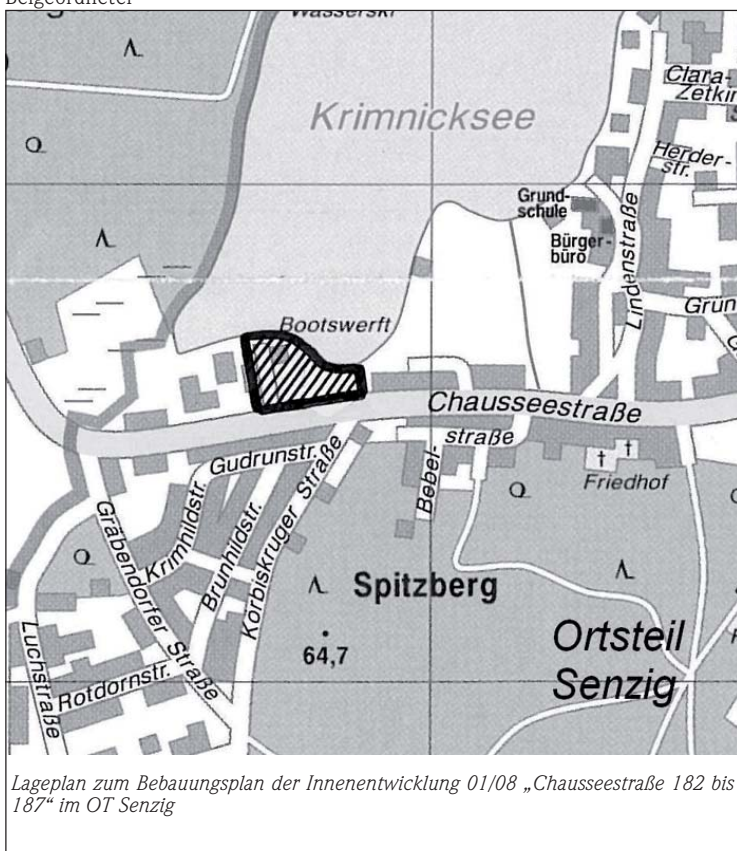 Beigeordneter
Wasserski
Krimnicksee
Clara-
Zetkin
Herder-
str.
Grund-
schule
Bürger-
büro
Lindenstraße
Grün
Bootswerft
Chausseestraße
straße
Bebel-
Gudrunstr.
Friedhof
Krimhildstr.
Brunhildstr.
Körbiskruger Straße
Gräbendorfer Straße
Spitzberg
64,7
Ortsteil
Senzig
Luchstraße
Rotdornstr.
Lageplan zum Bebauungsplan der Innenentwicklung 01/08 „Chausseestraße 182 bis
187“ im OT Senzig